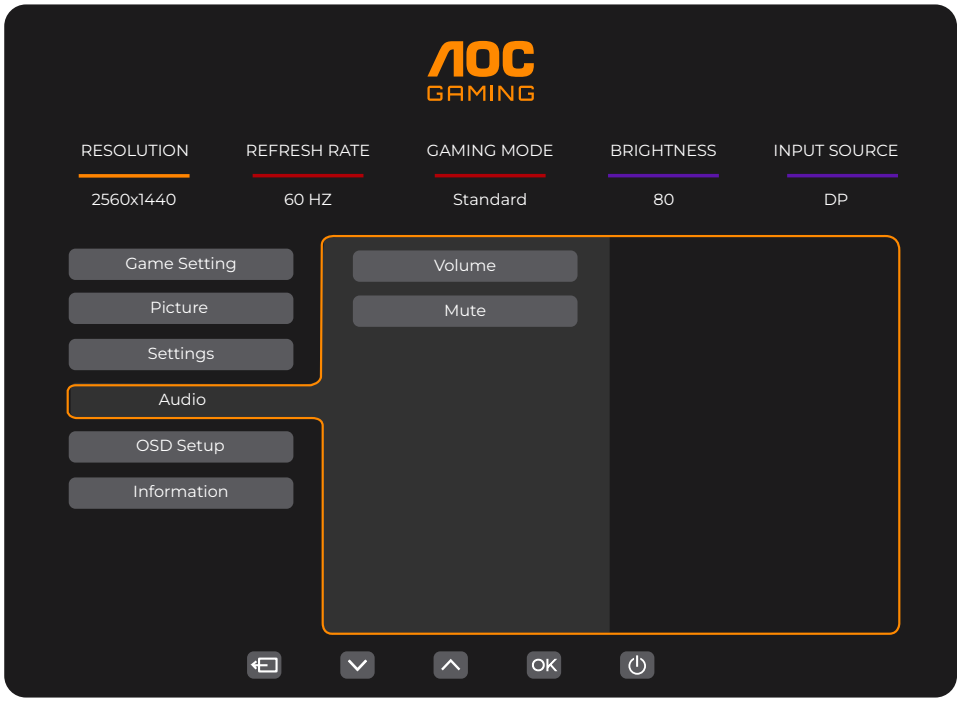 AOC
GAMING
RESOLUTION REFRESH RATE GAMING MODE BRIGHTNESS INPUT SOURCE
2560x1440 60 HZ Standard 80 DP
Game Setting
Volume
Picture
Mute
Settings
Audio
OSD Setup
Information
OK